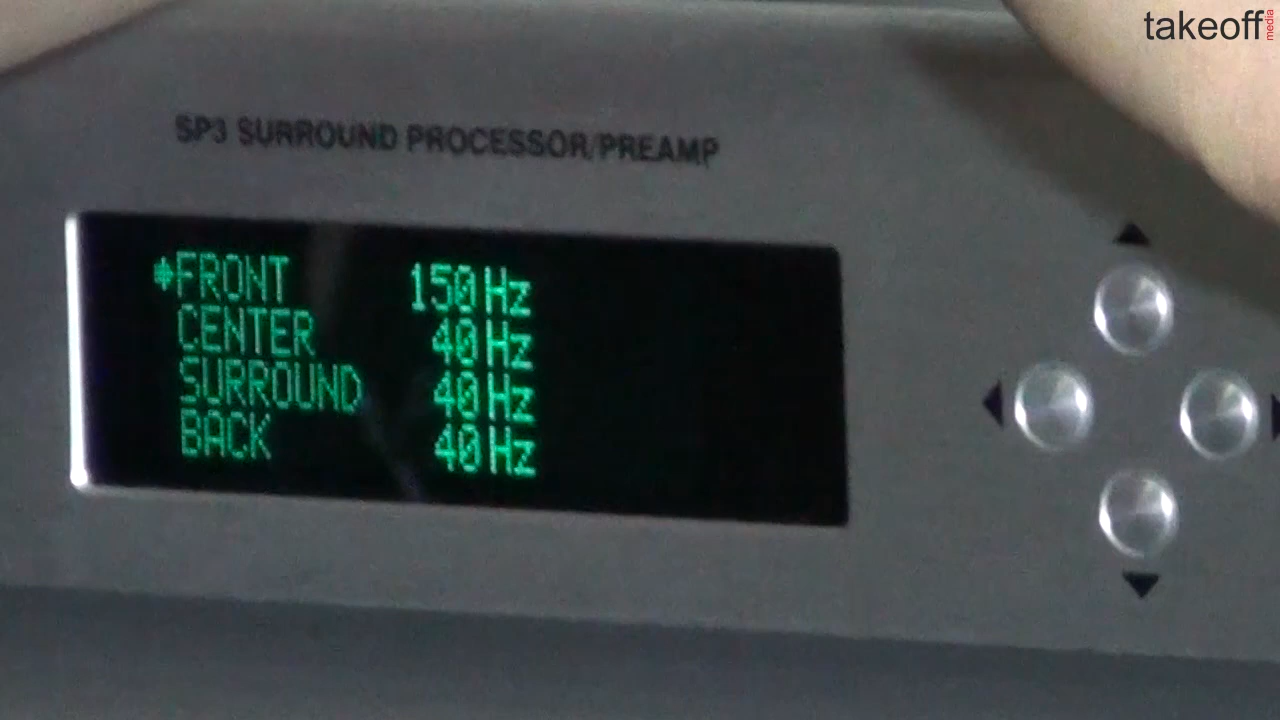 takeoff
media
SP3 SURROUND PROCESSOR/PREAMP
FRONT 150 Hz
CENTER 40 Hz
SURROUND 40 Hz
BACK 40 Hz